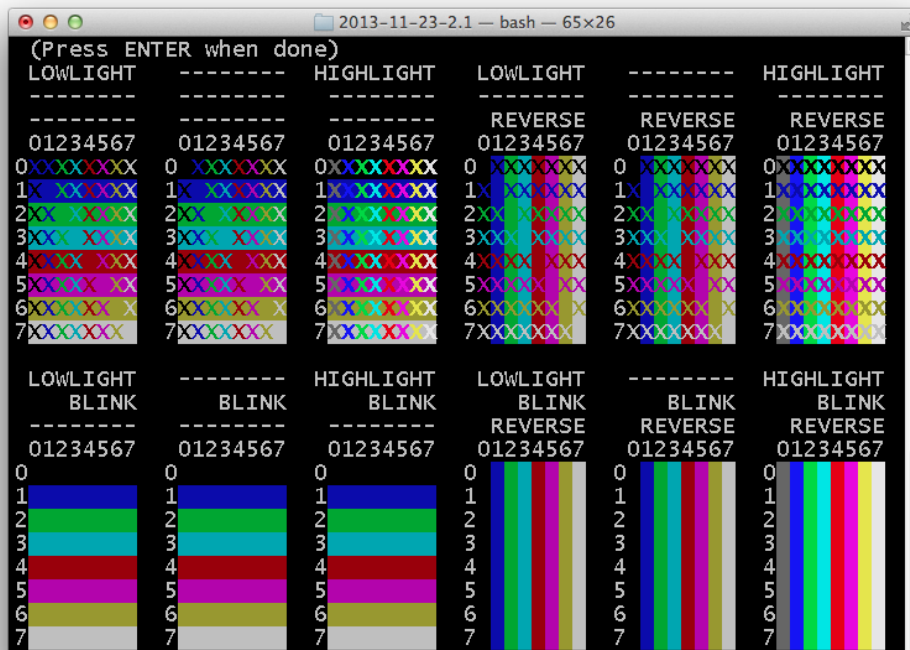 2013-11-23-2.1 — bash — 65×26
(Press ENTER when done)
LOWLIGHT   --------   HIGHLIGHT   LOWLIGHT   --------   HIGHLIGHT
--------   --------   --------   --------   --------   --------
--------   --------   --------   REVERSE   REVERSE   REVERSE
01234567   01234567   01234567   01234567   01234567   01234567
0XXXXXXXX  0 XXXXXXX  0XXXXXXXX  0 XXXXXXX  0 XXXXXXX  0XXXXXXXX
1X XXXXXX  1X XXXXXX  1XXXXXXXX  1X XXXXXX  1X XXXXXX  1XXXXXXXX
2XX XXXXX  2XX XXXXX  2XXXXXXXX  2XX XXXXX  2XX XXXXX  2XXXXXXXX
3XXX XXXX  3XXX XXXX  3XXXXXXXX  3XXX XXXX  3XXX XXXX  3XXXXXXXX
4XXXX XXX  4XXXX XXX  4XXXXXXXX  4XXXX XXX  4XXXX XXX  4XXXXXXXX
5XXXXX XX  5XXXXX XX  5XXXXXXXX  5XXXXX XX  5XXXXX XX  5XXXXXXXX
6XXXXXX X  6XXXXXX X  6XXXXXXXX  6XXXXXX X  6XXXXXX X  6XXXXXXXX
7XXXXXXX   7XXXXXXX   7XXXXXXXX  7XXXXXXX   7XXXXXXX   7XXXXXXXX
LOWLIGHT   --------   HIGHLIGHT   LOWLIGHT   --------   HIGHLIGHT
BLINK   BLINK   BLINK   BLINK   BLINK   BLINK
--------   --------   --------   REVERSE   REVERSE   REVERSE
01234567   01234567   01234567   01234567   01234567   01234567
0   0   0   0   0   0
1   1   1   1   1   1
2   2   2   2   2   2
3   3   3   3   3   3
4   4   4   4   4   4
5   5   5   5   5   5
6   6   6   6   6   6
7   7   7   7   7   7